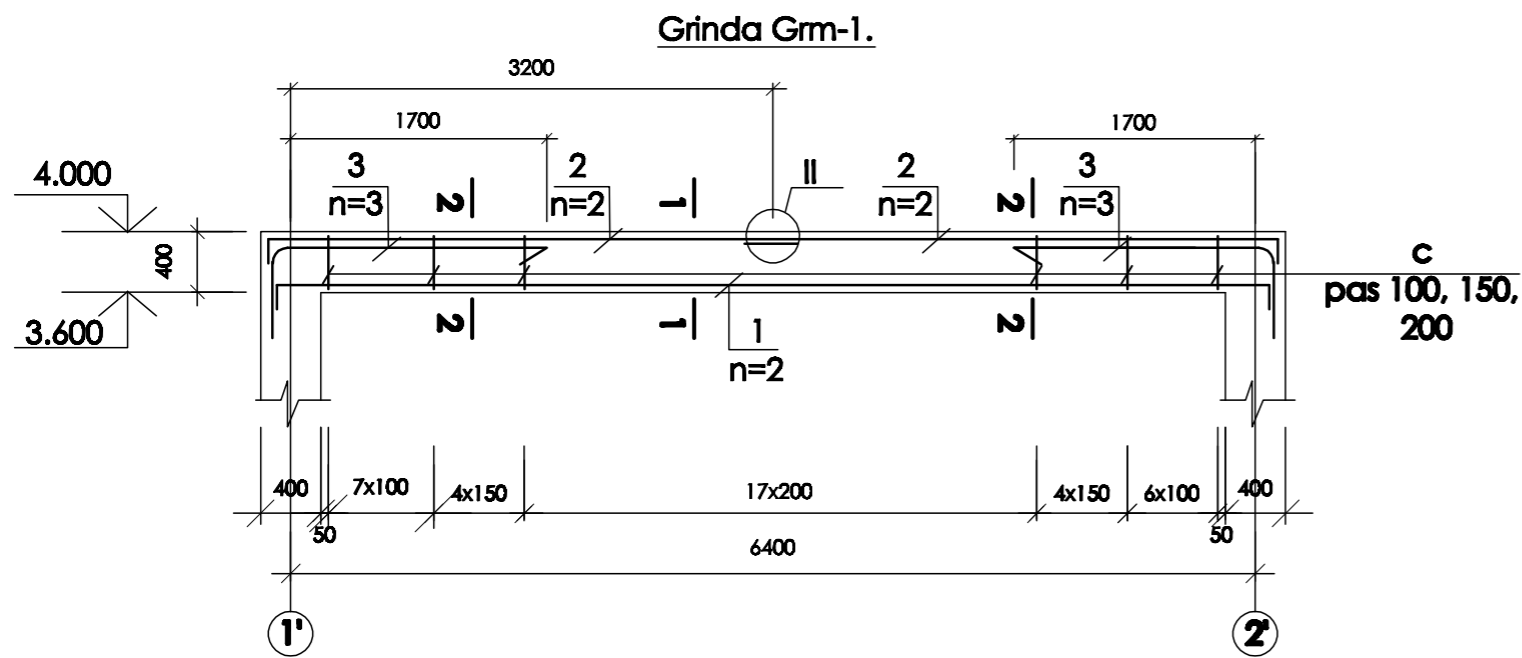 Grinda Grm-1.
3200
1700
1700
3
n=3
2
n=2
II
2
n=2
3
n=3
4.000
2
1
2
400
c
pas 100, 150,
200
3.600
2
1
2
1
n=2
400
7x100
4x150
17x200
4x150
6x100
400
50
50
6400
1'
2'